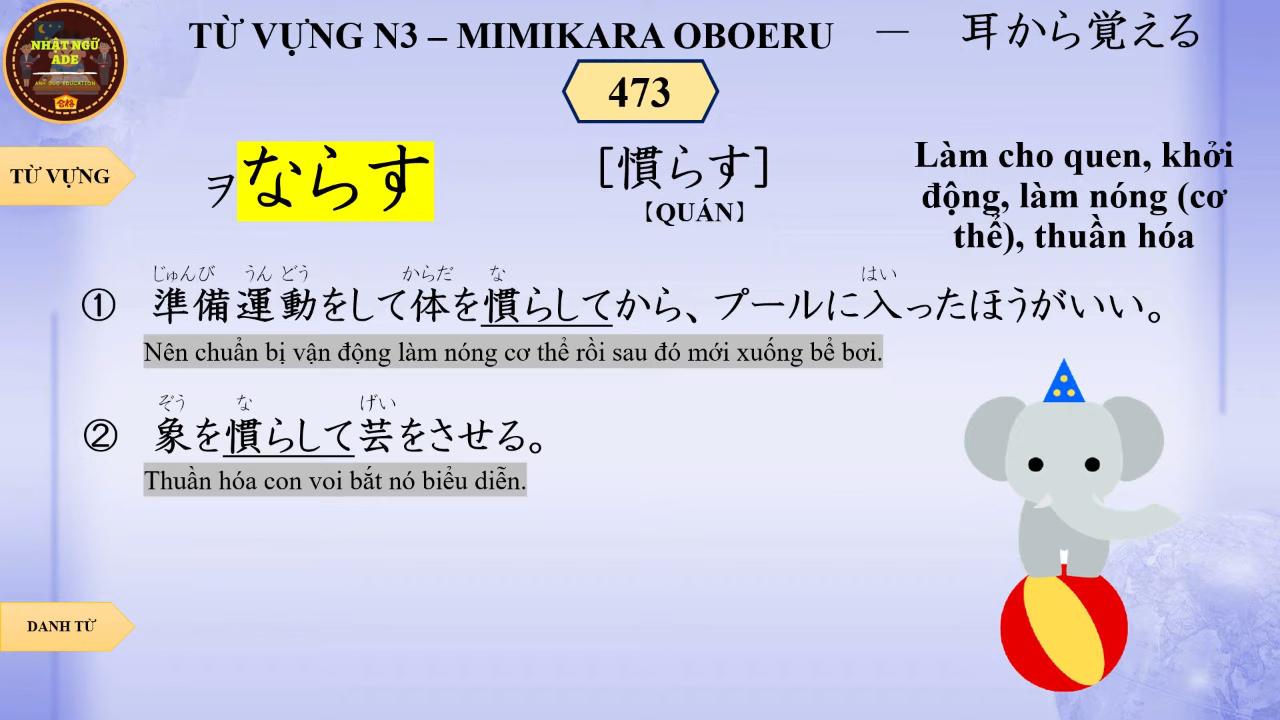 NHẬT NGỮ
ADE
ANH DUC EDUCATION
合格
TỪ VỰNG N3 – MIMIKARA OBOERU ― 耳から覚える
473
TỪ VỰNG
ヲならす
[慣らす]
【QUÁN】
Làm cho quen, khởi
động, làm nóng (cơ
thể), thuần hóa
じゅんび うん どう からだ な はい
① 準備運動をして体を慣らしてから、プールに入ったほうがいい。
Nên chuẩn bị vận động làm nóng cơ thể rồi sau đó mới xuống bể bơi.
ぞう な げい
② 象を慣らして芸をさせる。
Thuần hóa con voi bắt nó biểu diễn.
DANH TỪ